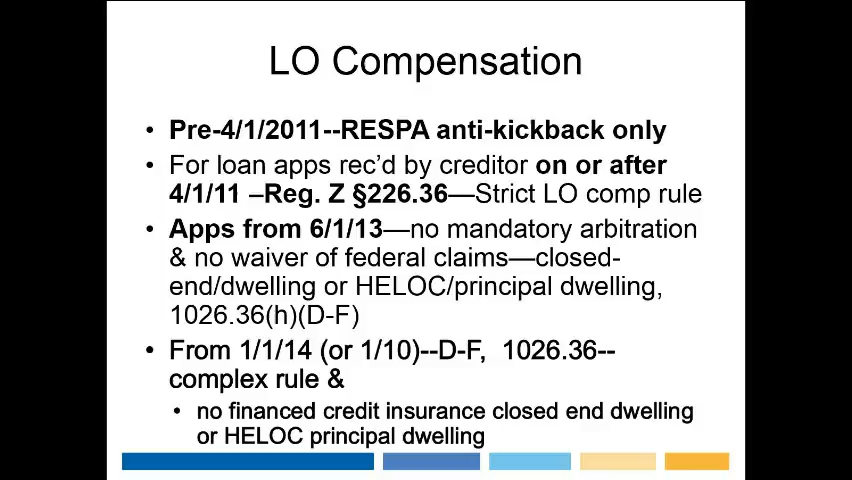 LO Compensation
• Pre-4/1/2011--RESPA anti-kickback only
• For loan apps rec’d by creditor on or after
4/1/11 –Reg. Z §226.36—Strict LO comp rule
• Apps from 6/1/13—no mandatory arbitration
& no waiver of federal claims—closed-
end/dwelling or HELOC/principal dwelling,
1026.36(h)(D-F)
• From 1/1/14 (or 1/10)--D-F, 1026.36--
complex rule &
• no financed credit insurance closed end dwelling
or HELOC principal dwelling